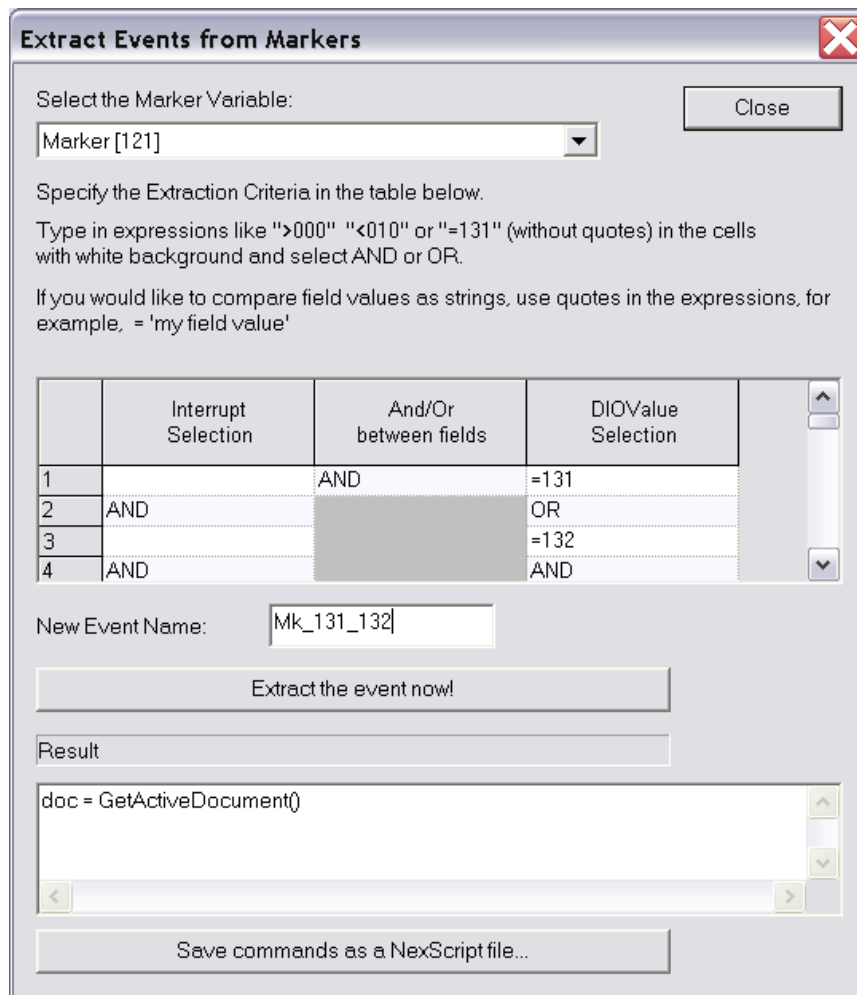 Extract Events from Markers
Select the Marker Variable:
Close
Marker [121]
Specify the Extraction Criteria in the table below.
Type in expressions like ">000"  "<010" or "=131" (without quotes) in the cells
with white background and select AND or OR.
If you would like to compare field values as strings, use quotes in the expressions, for
example,  = 'my field value'
Interrupt
Selection
And/Or
between fields
DIOValue
Selection
1 AND =131
2 AND OR
3 =132
4 AND AND
New Event Name: Mk_131_132
Extract the event now!
Result
doc = GetActiveDocument()
Save commands as a NexScript file...